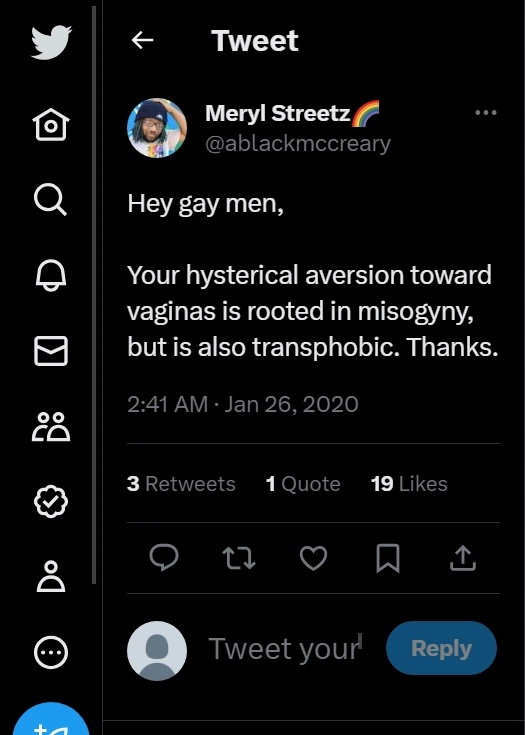 Tweet
Meryl Streetz🌈
@ablackmccreary
Hey gay men,
Your hysterical aversion toward
vaginas is rooted in misogyny,
but is also transphobic. Thanks.
2:41 AM · Jan 26, 2020
3 Retweets 1 Quote 19 Likes
Tweet your
Reply